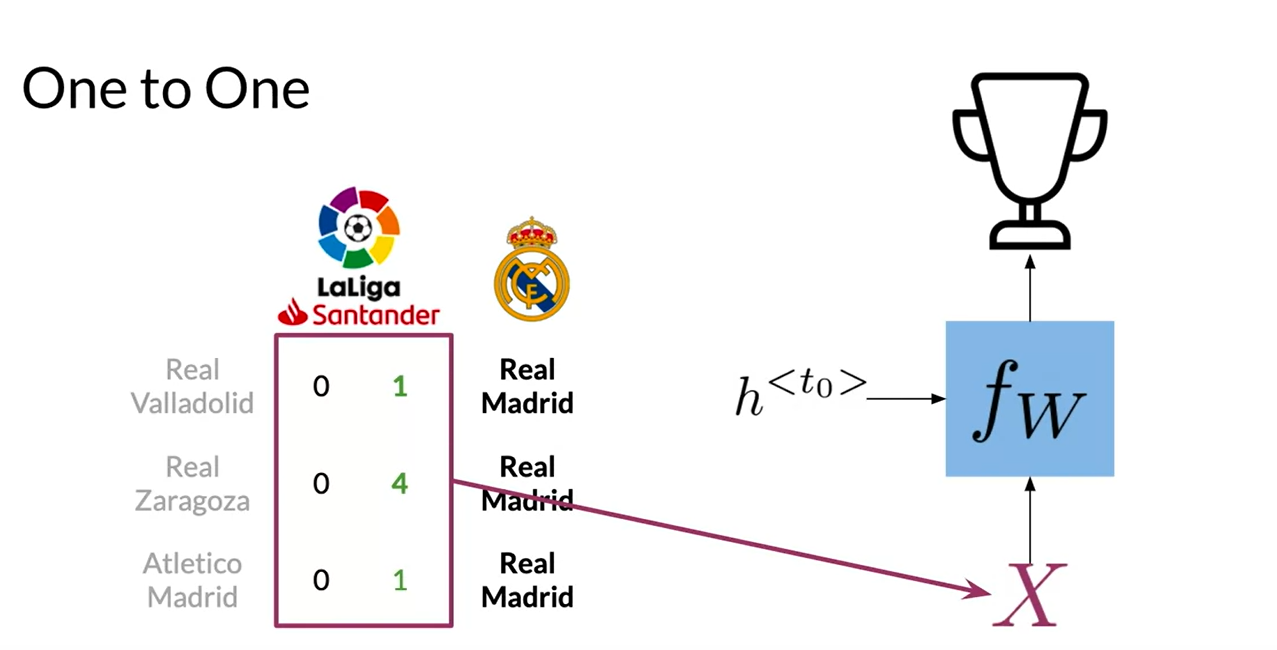 One to One
LaLiga
Santander
Real
Valladolid
0 1
Real
Madrid
Real
Zaragoza
0 4
Real
Madrid
Atletico
Madrid
0 1
Real
Madrid
h<t₀>
f_W
X